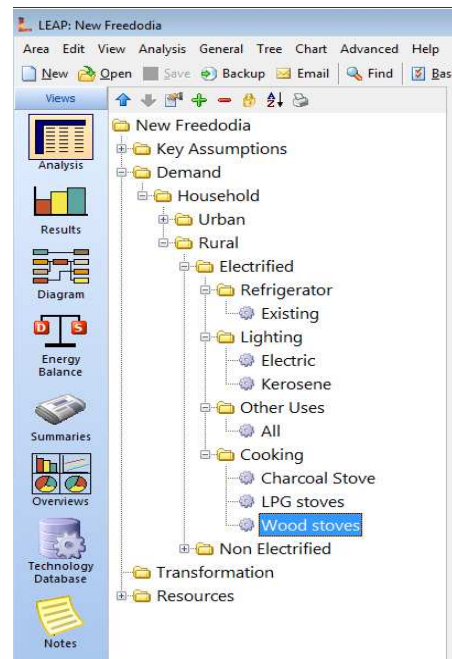 LEAP: New Freedodia
Area Edit View Analysis General Tree Chart Advanced Help
New Open Save Backup Email Find Bas
Views
New Freedodia
Key Assumptions
Demand
Household
Urban
Rural
Electrified
Refrigerator
Existing
Lighting
Electric
Kerosene
Other Uses
All
Cooking
Charcoal Stove
LPG stoves
Wood stoves
Non Electrified
Transformation
Resources
Analysis
Results
Diagram
D S
Energy
Balance
Summaries
Overviews
Technology
Database
Notes